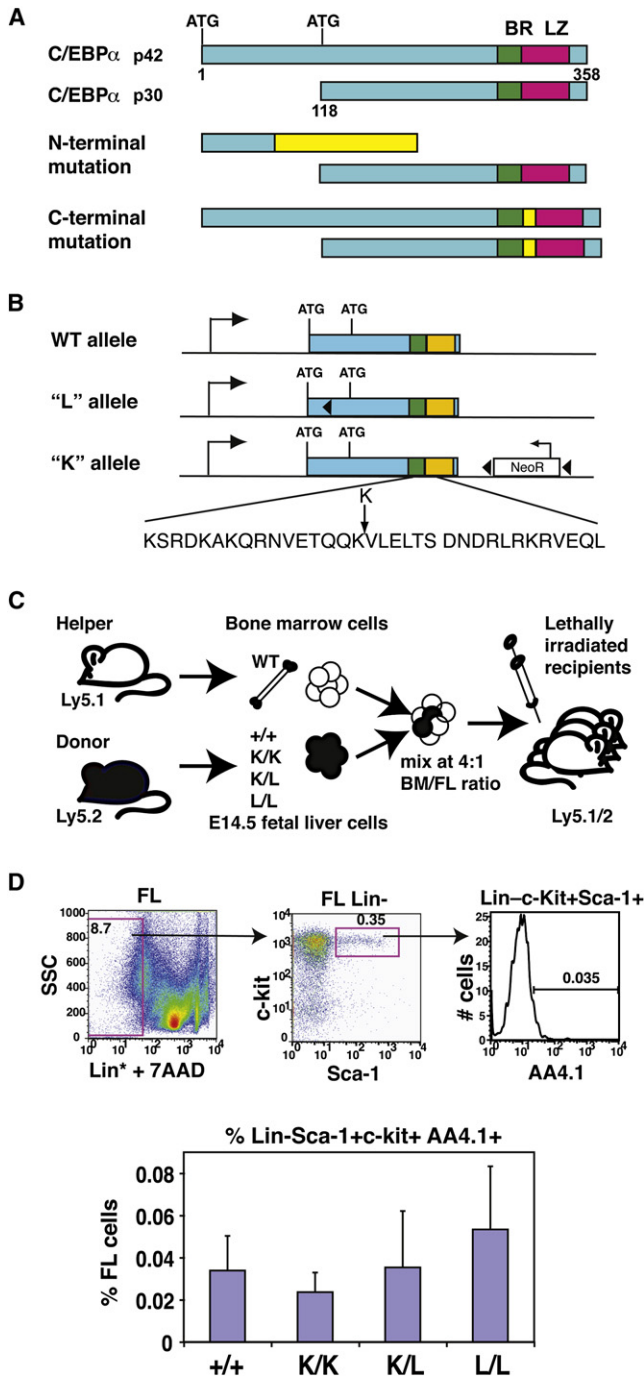 A
ATG ATG BR LZ
C/EBPα p42
1 358
C/EBPα p30
118
N-terminal
mutation
C-terminal
mutation
B
ATG ATG
WT allele
ATG ATG
“L” allele
ATG ATG
“K” allele
NeoR
K
KSRDKAKQRNVETQQKVLELTS DNDRLRKRVEQL
C
Helper
Bone marrow cells
Lethally
irradiated
recipients
WT
Ly5.1
Donor
+/+
K/K
K/L
L/L
mix at 4:1
BM/FL ratio
Ly5.2
E14.5 fetal liver cells
Ly5.1/2
D
FL
FL Lin-
Lin–c-Kit+Sca-1+
1000
800
600
400
200
0
8.7
SSC
10⁰ 10¹ 10² 10³ 10⁴
Lin* + 7AAD
10⁴
10³
10²
10¹
10⁰
0.35
c-kit
10⁰ 10¹ 10² 10³ 10⁴
Sca-1
25
20
15
10
5
0
0.035
# cells
10⁰ 10¹ 10² 10³ 10⁴
AA4.1
% Lin-Sca-1+c-kit+ AA4.1+
% FL cells
0.08
0.06
0.04
0.02
0
+/+ K/K K/L L/L